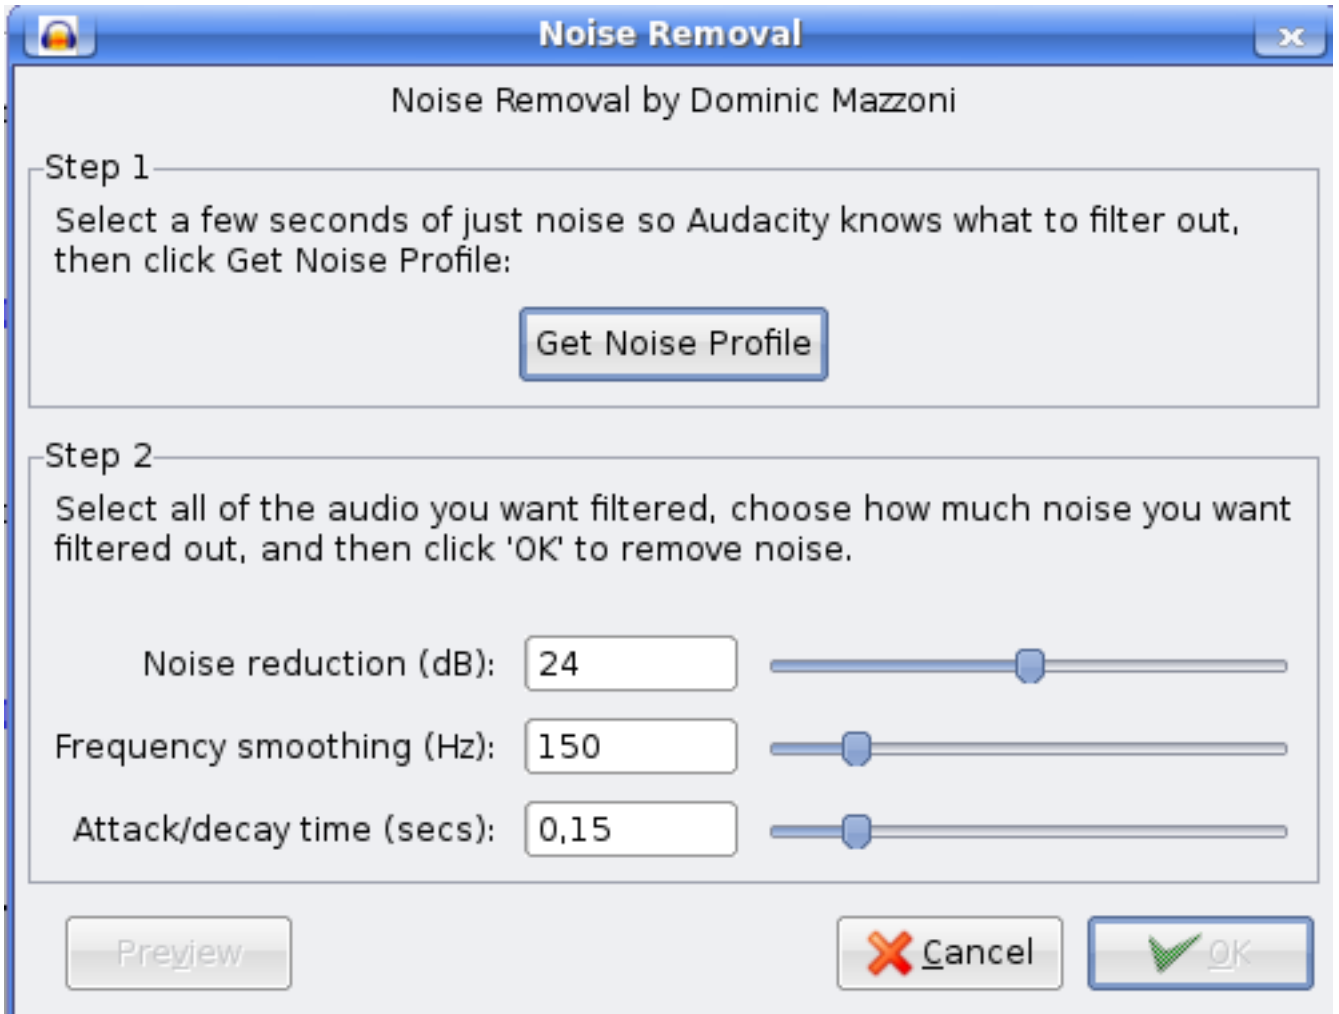 Noise Removal
Noise Removal by Dominic Mazzoni
Step 1
Select a few seconds of just noise so Audacity knows what to filter out,
then click Get Noise Profile:
Get Noise Profile
Step 2
Select all of the audio you want filtered, choose how much noise you want
filtered out, and then click 'OK' to remove noise.
Noise reduction (dB): 24
Frequency smoothing (Hz): 150
Attack/decay time (secs): 0,15
Preview Cancel OK